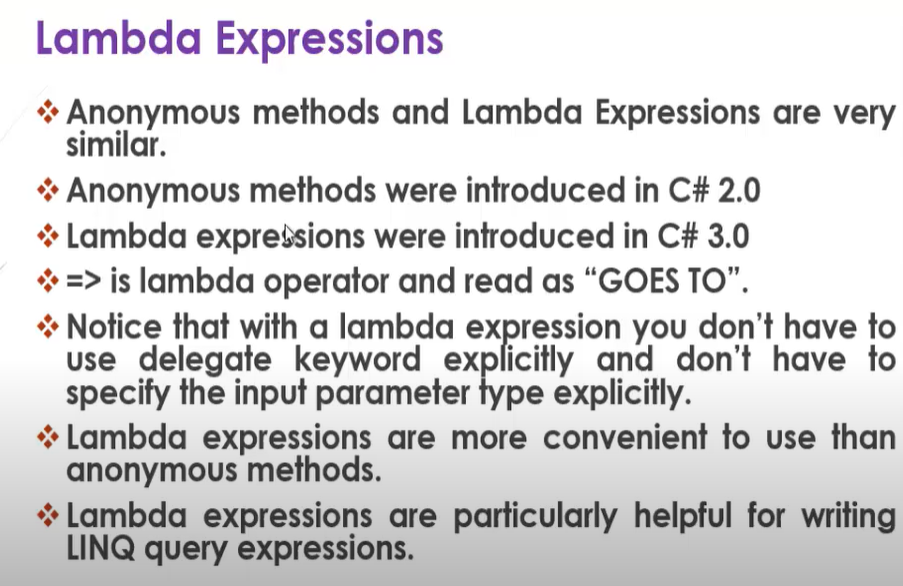 Lambda Expressions
Anonymous methods and Lambda Expressions are very
similar.
Anonymous methods were introduced in C# 2.0
Lambda expressions were introduced in C# 3.0
=> is lambda operator and read as “GOES TO”.
Notice that with a lambda expression you don’t have to
use delegate keyword explicitly and don’t have to
specify the input parameter type explicitly.
Lambda expressions are more convenient to use than
anonymous methods.
Lambda expressions are particularly helpful for writing
LINQ query expressions.